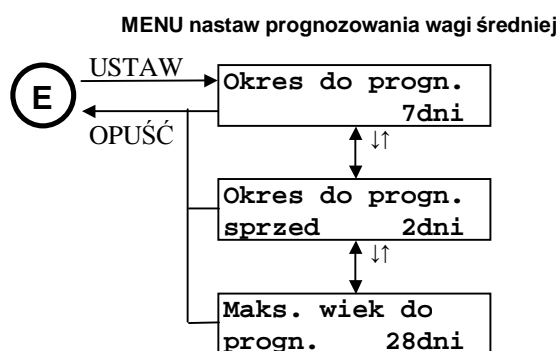 MENU nastaw prognozowania wagi średniej
USTAW
E
OPUŚĆ
Okres do progn.
7dni
↓↑
Okres do progn.
sprzed 2dni
↓↑
Maks. wiek do
progn. 28dni